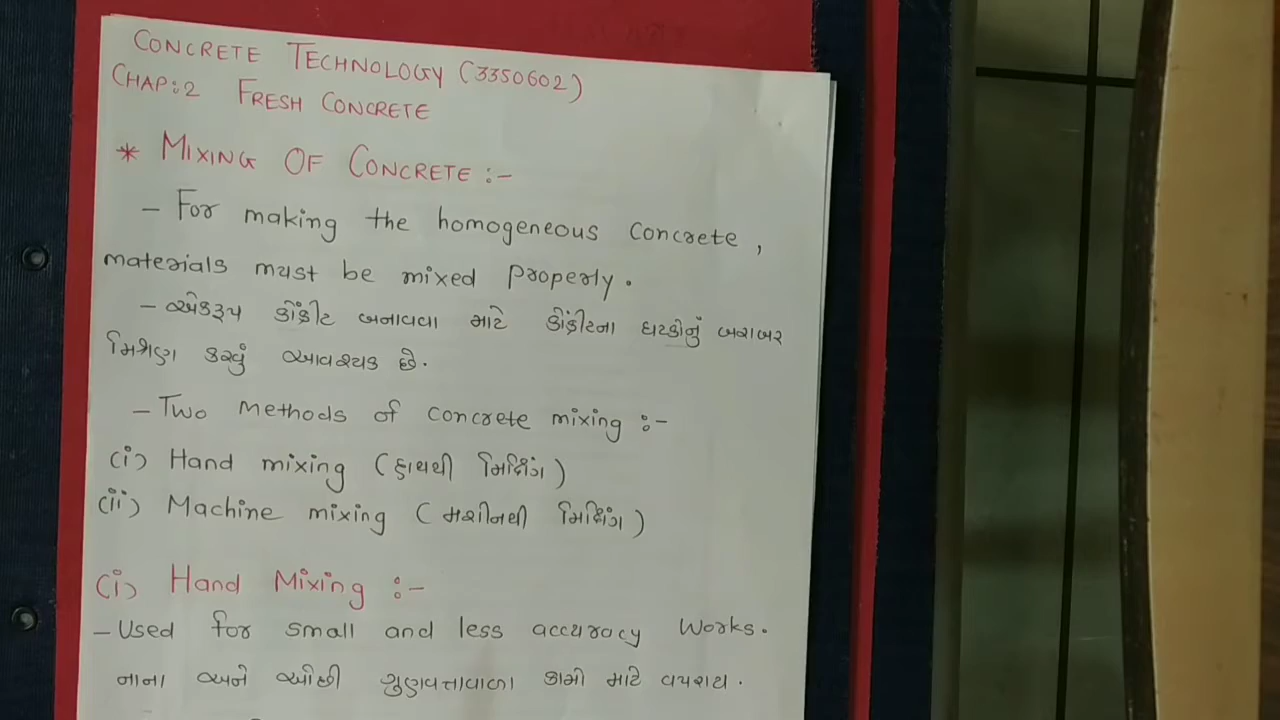 CONCRETE TECHNOLOGY (3350602)
CHAP:2 FRESH CONCRETE
* MIXING OF CONCRETE :-
- For making the homogeneous concrete,
materials must be mixed properly.
- એકરૂપ કોંક્રીટ બનાવવા માટે કોંક્રીટના ઘટકોનું બરાબર
મિશ્રણ કરવું આવશ્યક છે.
- Two methods of concrete mixing :-
(i) Hand mixing (હાથથી મિક્ષિંગ)
(ii) Machine mixing (મશીનથી મિક્ષિંગ)
(i) Hand Mixing :-
- Used for small and less accuracy works.
નાના અને ઓછી ગુણવત્તાવાળા કામો માટે વપરાય.